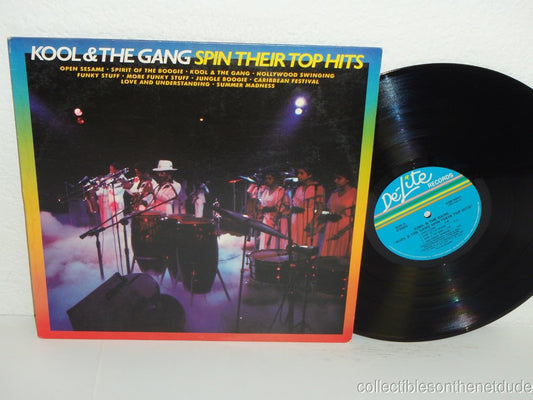 KOOL & THE GANG SPIN THEIR TOP HITS
OPEN SESAME · SPIRIT OF THE BOOGIE · KOOL & THE GANG · HOLLYWOOD SWINGING
FUNKY STUFF · MORE FUNKY STUFF · JUNGLE BOOGIE · CARIBBEAN FESTIVAL
LOVE AND UNDERSTANDING · SUMMER MADNESS
De-Lite
RECORDS
collectiblesonthenetdude